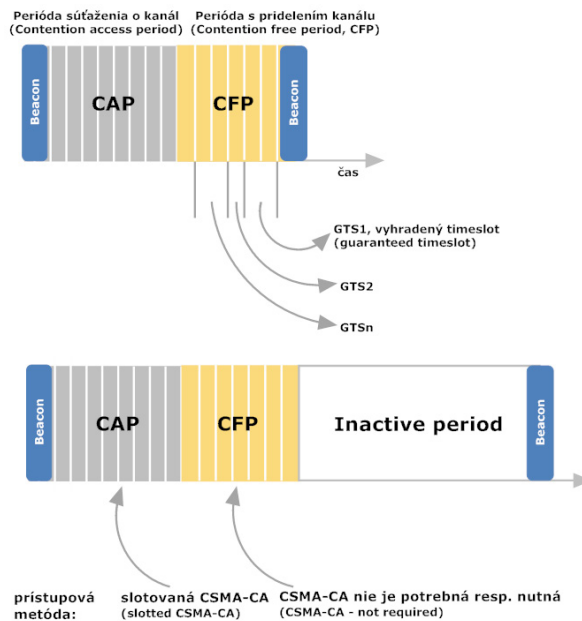 Perióda súťaženia o kanál
(Contention access period)
Perióda s pridelením kanálu
(Contention free period, CFP)
Beacon
CAP
CFP
Beacon
čas
GTS1, vyhradený timeslot
(guaranteed timeslot)
GTS2
GTSn
Beacon
CAP
CFP
Inactive period
Beacon
prístupová
metóda:
slotovaná CSMA-CA
(slotted CSMA-CA)
CSMA-CA nie je potrebná resp. nutná
(CSMA-CA - not required)